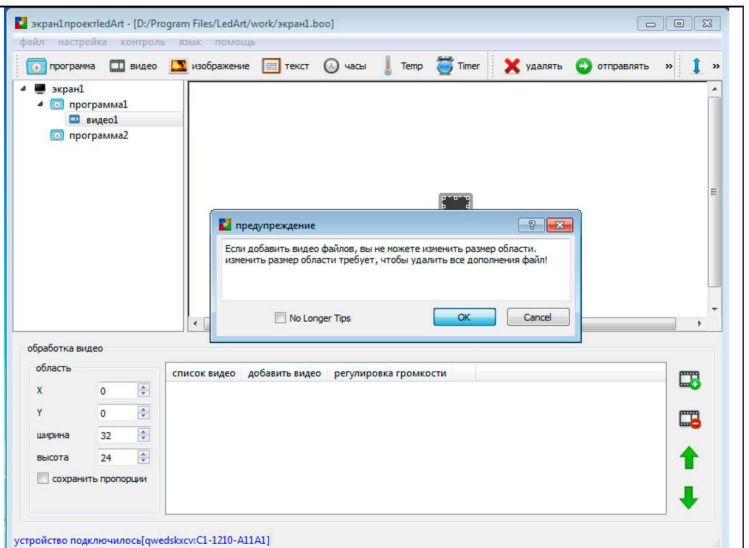 экран1проектledArt - [D:/Program Files/LedArt/work/экран1.boo]
файл настройка контроль язык помощь
программа видео изображение текст часы Temp Timer удалять отправлять » »
экран1
программа1
видео1
программа2
предупреждение
Если добавить видео файлов, вы не можете изменить размер области.
изменить размер области требует, чтобы удалить все дополнения файл!
No Longer Tips OK Cancel
обработка видео
область
X 0
Y 0
ширина 32
высота 24
сохранить пропорции
список видео добавить видео регулировка громкости
устройство подключилось[qwedskxcv:C1-1210-A11A1]